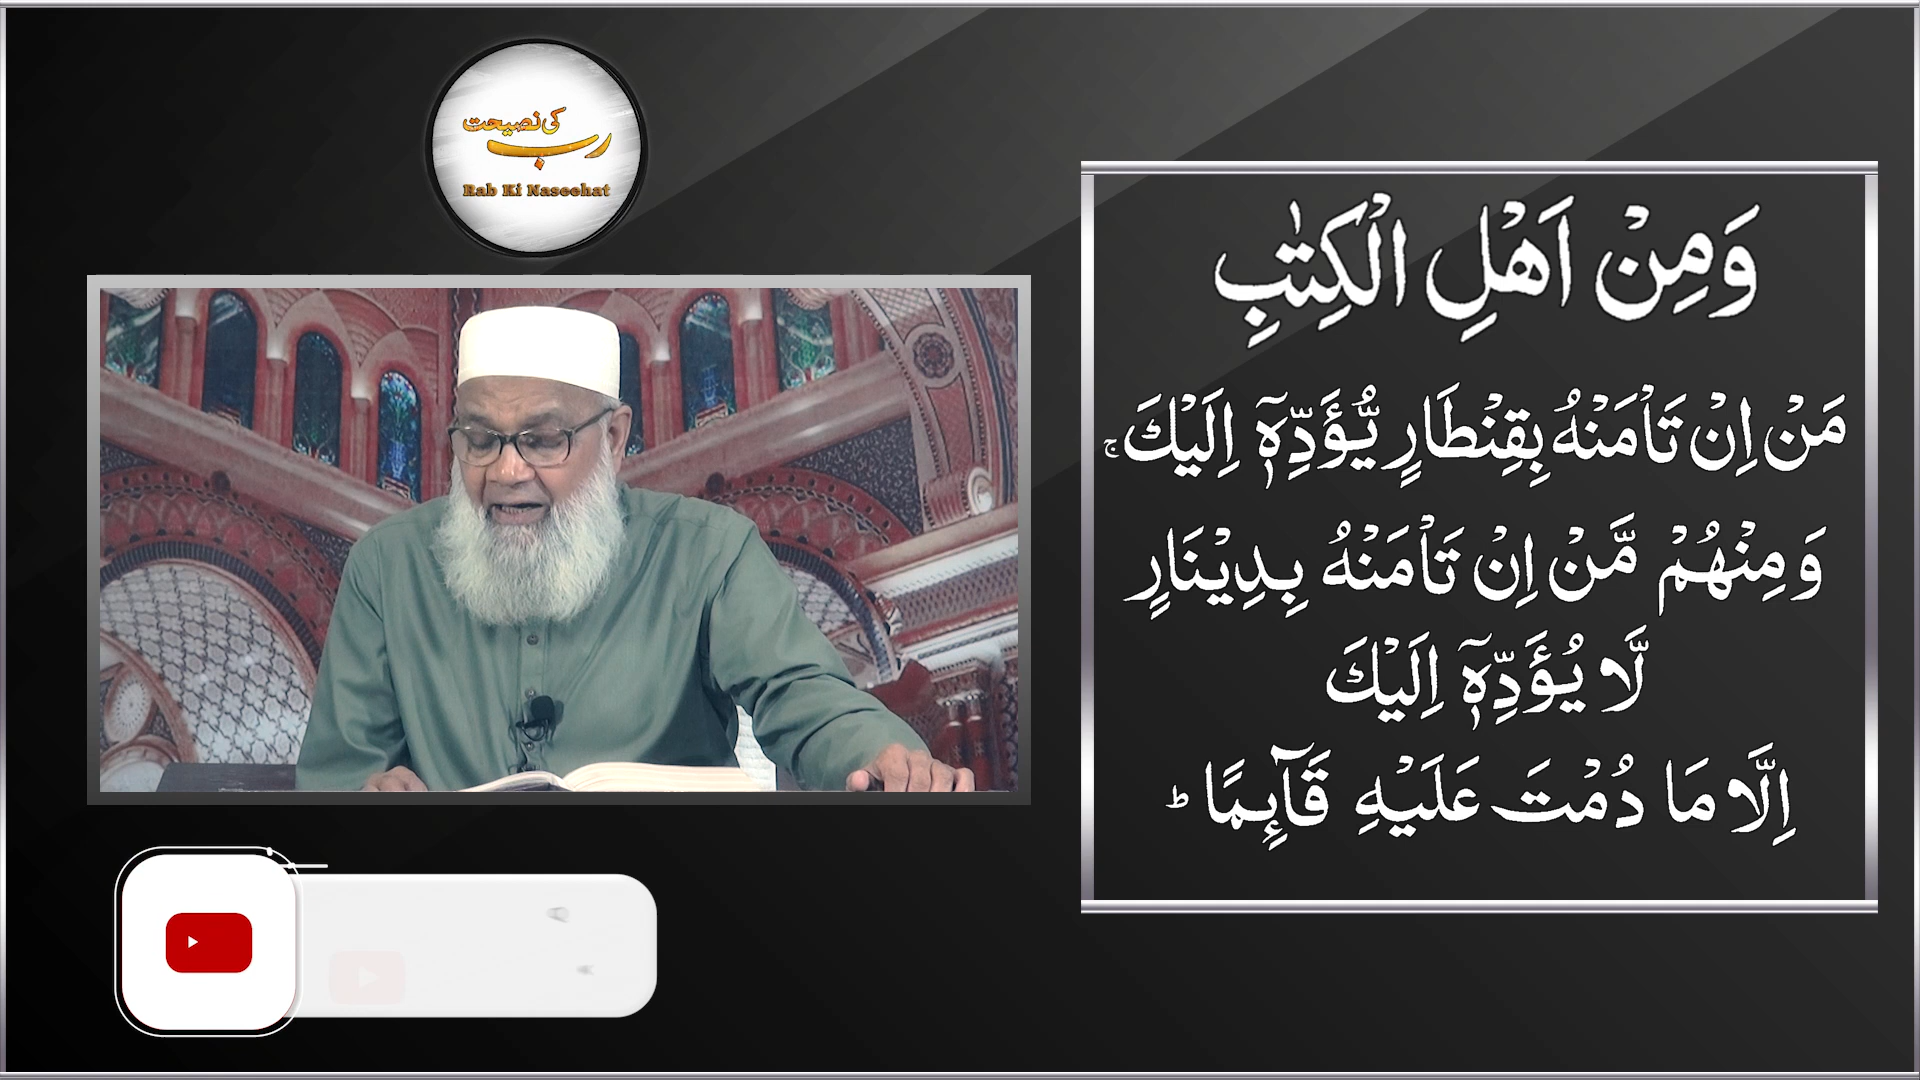 کی نصیحت
رب
Rab Ki Naseehat
وَمِنْ اَهْلِ الْكِتٰبِ
مَنْ اِنْ تَاْمَنْهُ بِقِنْطَارٍ يُّؤَدِّهٖٓ اِلَيْكَ ۚ
وَمِنْهُمْ مَّنْ اِنْ تَاْمَنْهُ بِدِيْنَارٍ
لَّا يُؤَدِّهٖٓ اِلَيْكَ
اِلَّا مَا دُمْتَ عَلَيْهِ قَآئِمًا ؕ